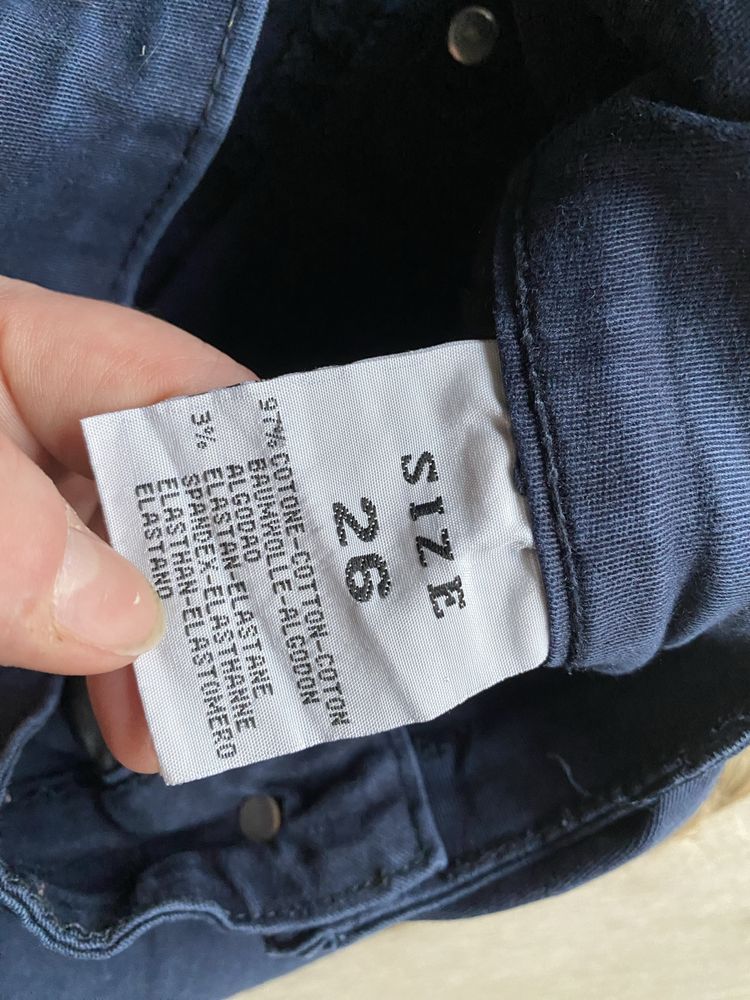 SIZE
26
97% COTONE-COTTON-COTON
BAUMWOLLE-ALGODON
ALGODAO
3% ELASTAN-ELASTANE
SPANDEX-ELASTHANNE
ELASTHAN-ELASTOMERO
ELASTANO